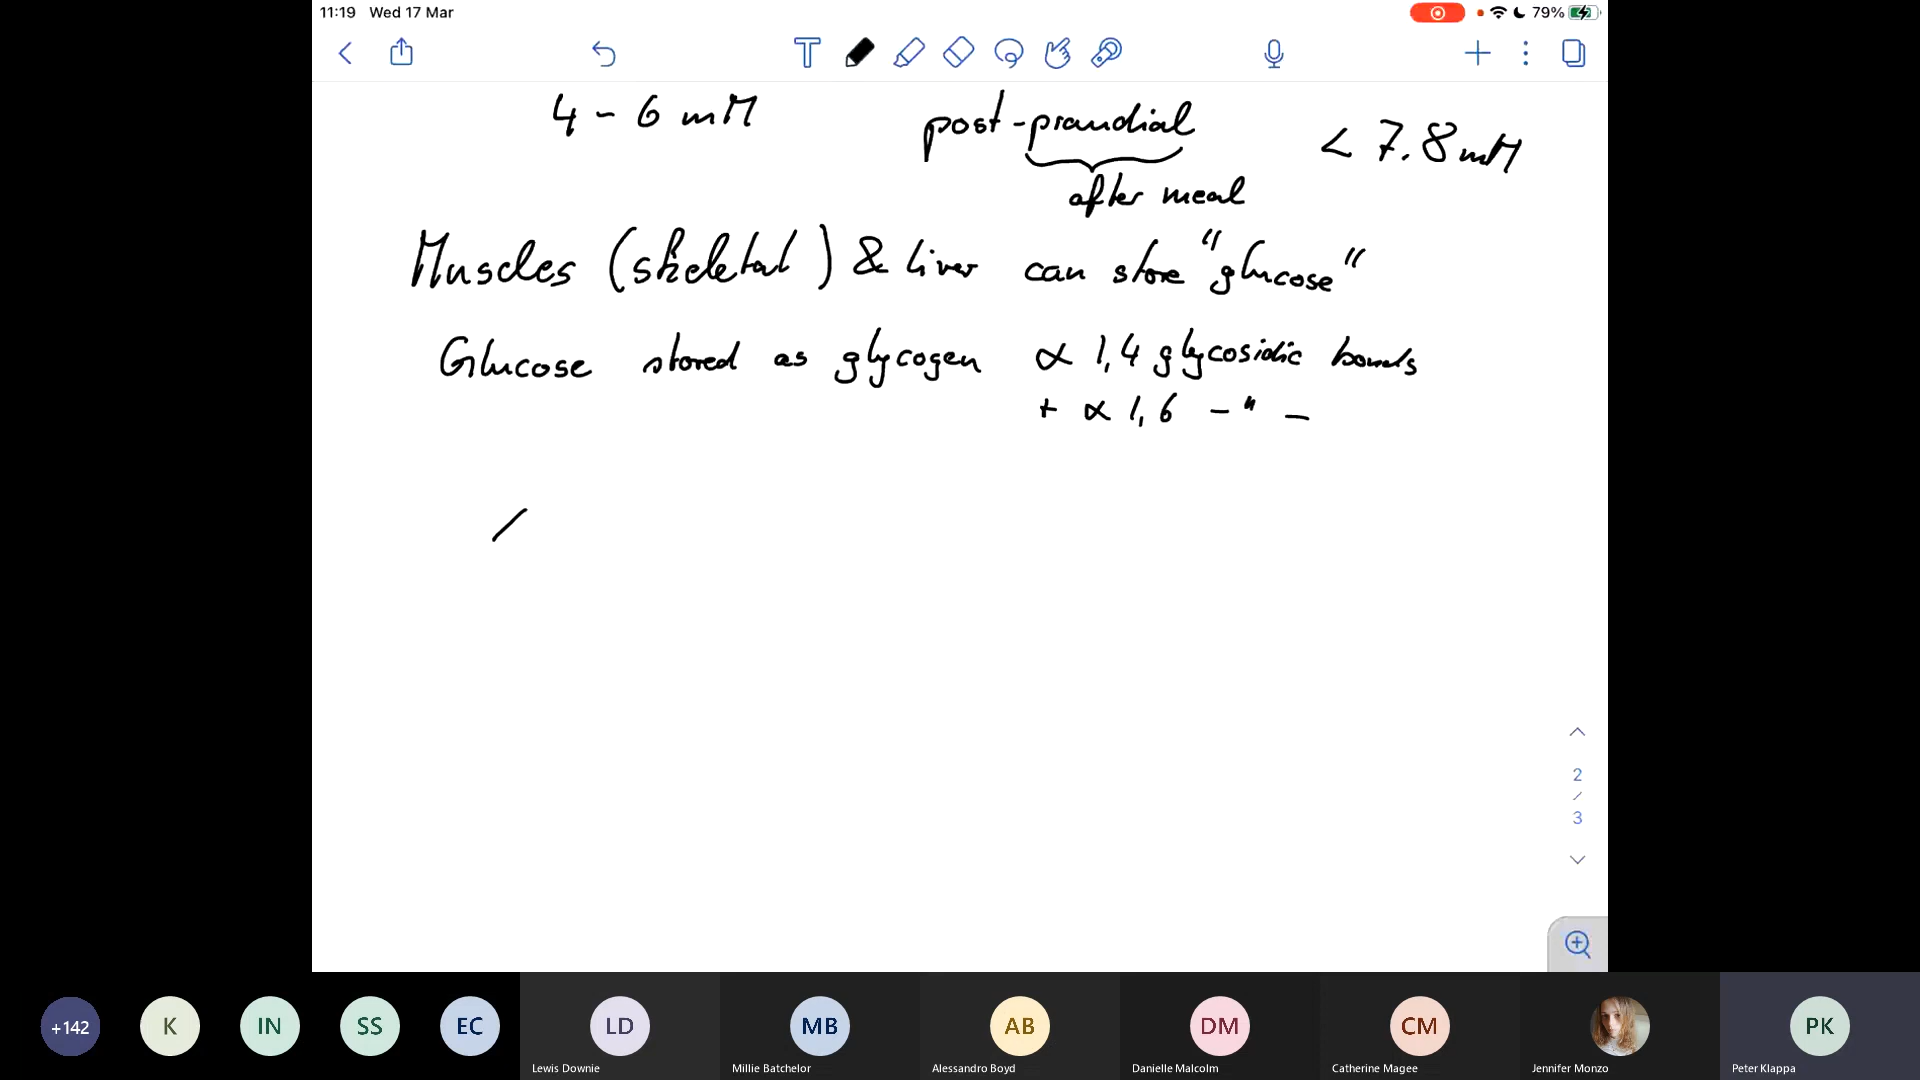 11:19 Wed 17 Mar
79%
T
4 - 6 mM post-prandial < 7.8 mM
after meal
Muscles (skeletal) & liver can store "glucose"
Glucose stored as glycogen ∝ 1,4 glycosidic bonds
+ ∝ 1,6 - " -
2
/
3
+142 K IN SS EC LD MB AB DM CM PK
Lewis Downie Millie Batchelor Alessandro Boyd Danielle Malcolm Catherine Magee Jennifer Monzo Peter Klappa